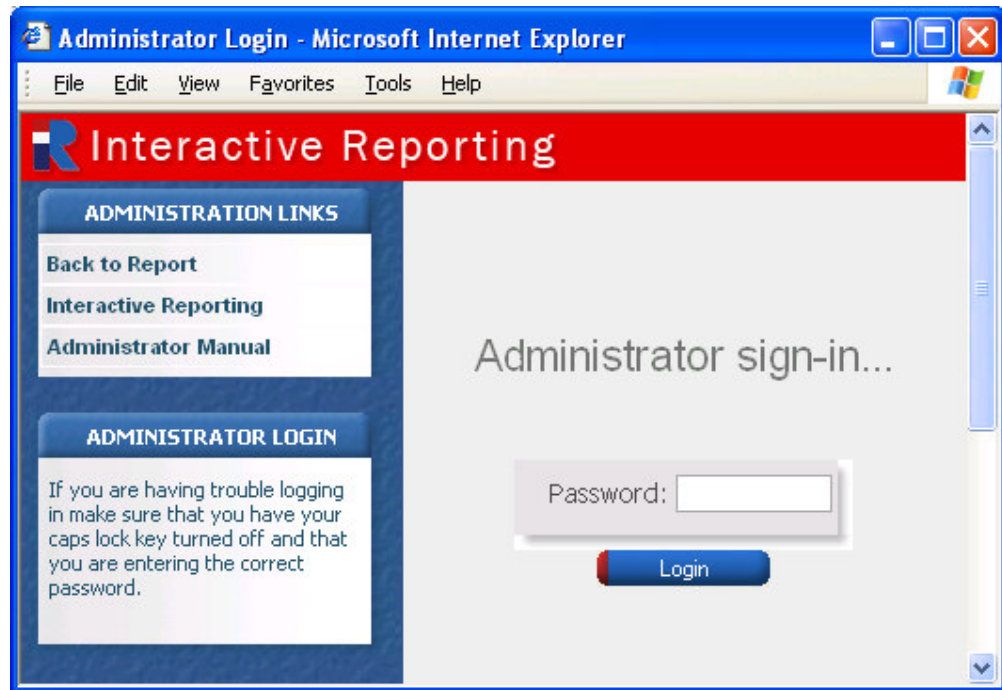 Administrator Login - Microsoft Internet Explorer
File Edit View Favorites Tools Help
iR Interactive Reporting
ADMINISTRATION LINKS
Back to Report
Interactive Reporting
Administrator Manual
Administrator sign-in...
ADMINISTRATOR LOGIN
If you are having trouble logging
in make sure that you have your
caps lock key turned off and that
you are entering the correct
password.
Password:
Login